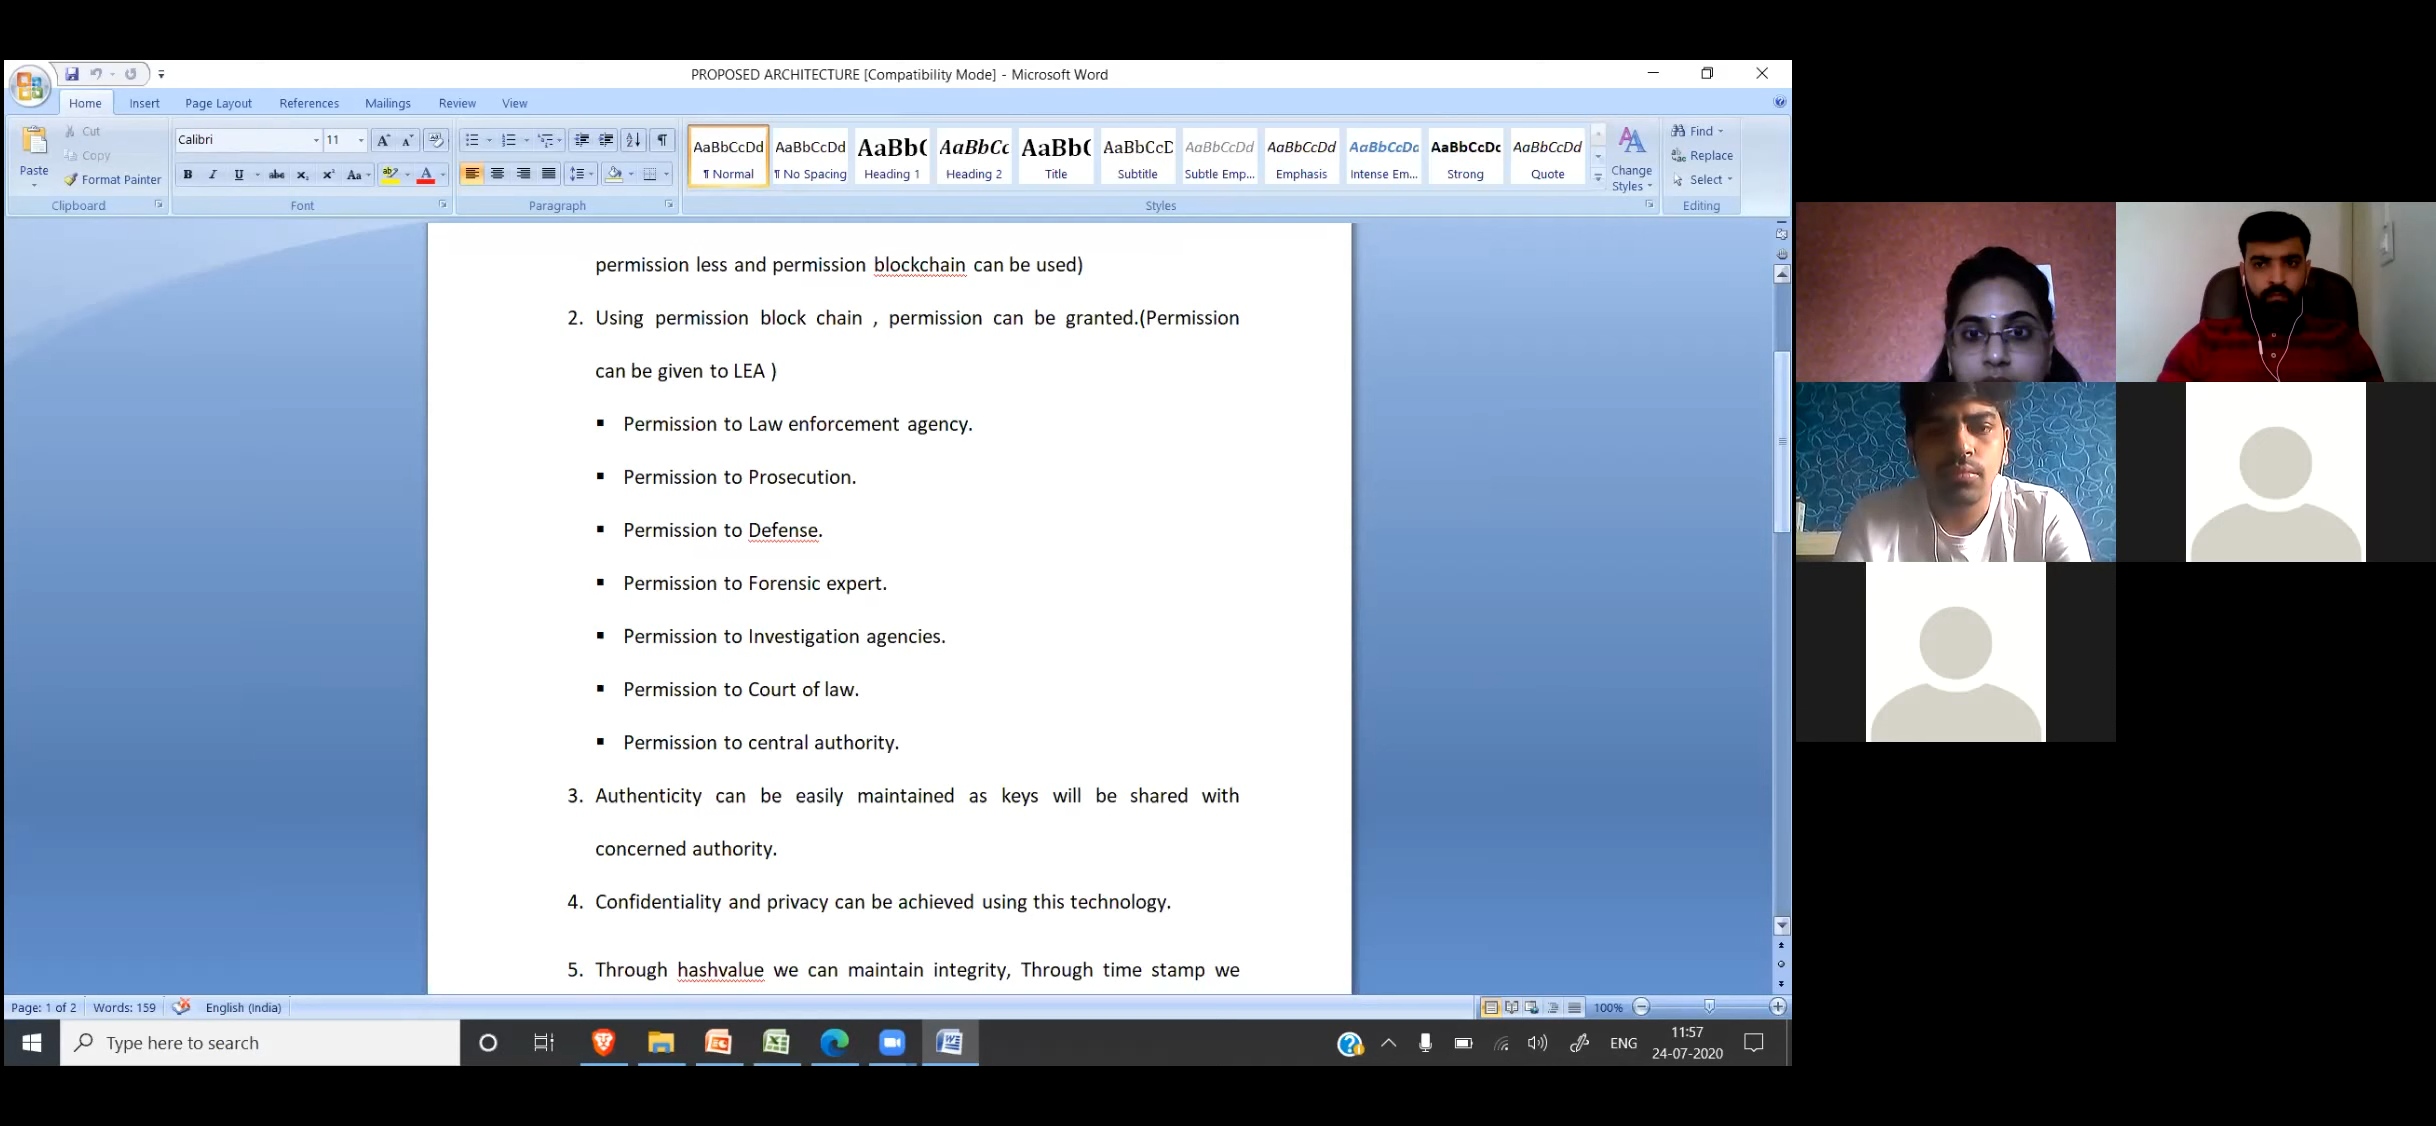 PROPOSED ARCHITECTURE [Compatibility Mode] - Microsoft Word
Home Insert Page Layout References Mailings Review View
Paste
Cut
Copy
Format Painter
Clipboard
Calibri 11
Font
Paragraph
AaBbCcDd AaBbCcDd AaBb( AaBbCc AaBb( AaBbCcD AaBbCcDd AaBbCcDd AaBbCcDd AaBbCcDc AaBbCcDd
¶ Normal ¶ No Spacing Heading 1 Heading 2 Title Subtitle Subtle Emp... Emphasis Intense Em... Strong Quote
Styles
Change
Styles
Find
Replace
Select
Editing
permission less and permission blockchain can be used)
2. Using permission block chain , permission can be granted.(Permission
can be given to LEA )
▪ Permission to Law enforcement agency.
▪ Permission to Prosecution.
▪ Permission to Defense.
▪ Permission to Forensic expert.
▪ Permission to Investigation agencies.
▪ Permission to Court of law.
▪ Permission to central authority.
3. Authenticity can be easily maintained as keys will be shared with
concerned authority.
4. Confidentiality and privacy can be achieved using this technology.
5. Through hashvalue we can maintain integrity, Through time stamp we
Page: 1 of 2 Words: 159 English (India) 100%
Type here to search
ENG
11:57
24-07-2020